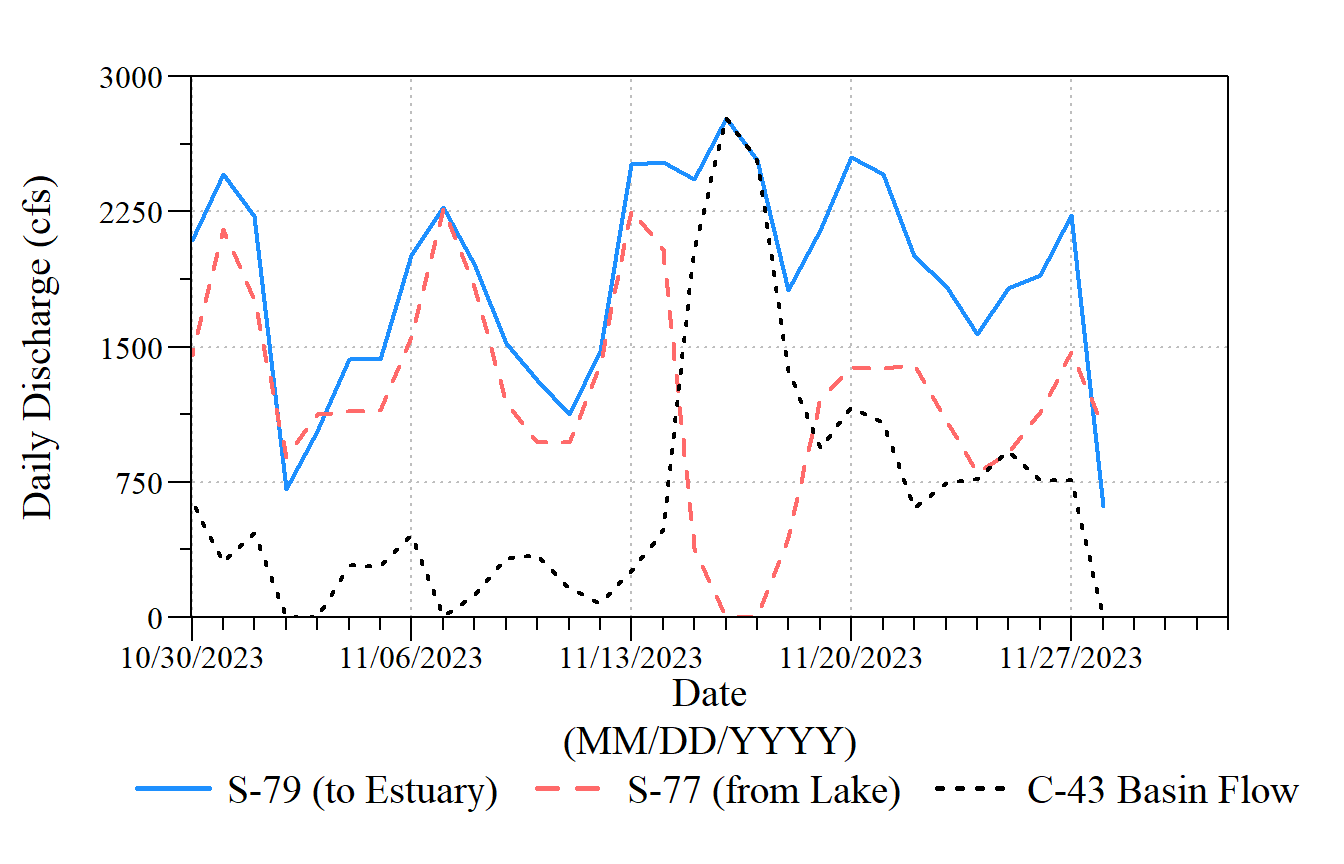 Daily Discharge (cfs)
3000
2250
1500
750
0
10/30/2023 11/06/2023 11/13/2023 11/20/2023 11/27/2023
Date
(MM/DD/YYYY)
S-79 (to Estuary) S-77 (from Lake) C-43 Basin Flow